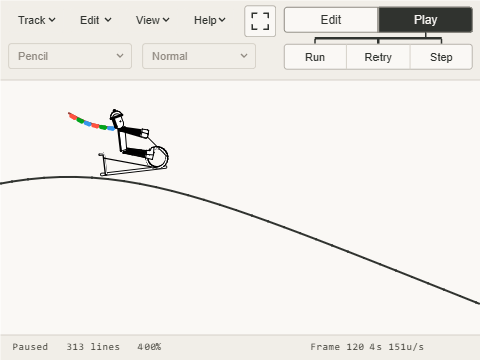 Track Edit View Help Edit Play
Pencil Normal Run Retry Step
Paused 313 lines 400% Frame 120 4s 151u/s